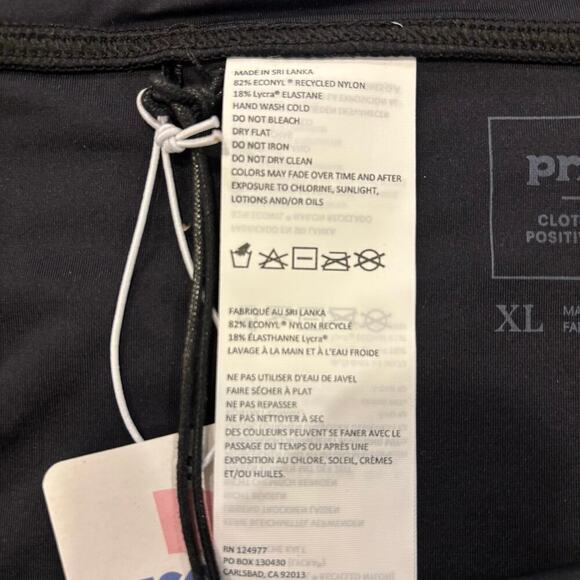 MADE IN SRI LANKA
82% ECONYL® RECYCLED NYLON
18% Lycra® ELASTANE
HAND WASH COLD
DO NOT BLEACH
DRY FLAT
DO NOT IRON
DO NOT DRY CLEAN
COLORS MAY FADE OVER TIME AND AFTER
EXPOSURE TO CHLORINE, SUNLIGHT,
LOTIONS AND/OR OILS
FABRIQUÉ AU SRI LANKA
82% ECONYL® NYLON RECYCLÉ
18% ÉLASTHANNE Lycra®
LAVAGE À LA MAIN ET À L'EAU FROIDE
NE PAS UTILISER D'EAU DE JAVEL
FAIRE SÉCHER À PLAT
NE PAS REPASSER
NE PAS NETTOYER À SEC
DES COULEURS PEUVENT SE FANER AVEC LE
PASSAGE DU TEMPS OU APRÈS UNE
EXPOSITION AU CHLORE, SOLEIL, CRÈMES
ET/OU HUILES.
RN 124977
PO BOX 130430
CARLSBAD, CA 92013
pr
CLOT
POSITIV
XL
MA
FA